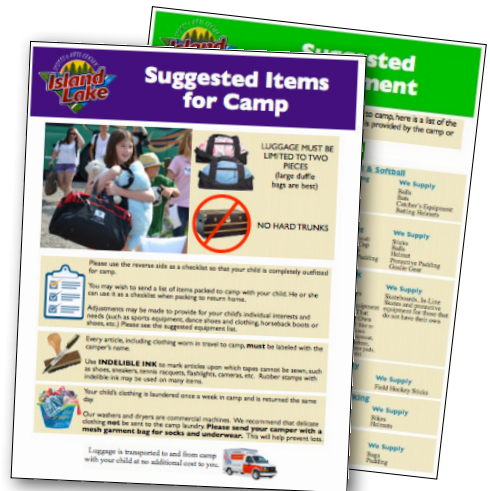 Island
Lake
Suggested Items
for Camp
LUGGAGE MUST BE
LIMITED TO TWO
PIECES
(large duffle
bags are best)
NO HARD TRUNKS
Please use the reverse side as a checklist so that your child is completely outfitted
for camp.
You may wish to send a list of items packed to camp with your child. He or she
can use it as a checklist when packing to return home.
Adjustments may be made to provide for your child's individual interests and
needs (such as sports equipment, dance shoes and clothing, horseback boots or
shoes, etc.) Please see the suggested equipment list.
Every article, including clothing worn in travel to camp, must be labeled with the
camper's name.
Use INDELIBLE INK to mark articles upon which tapes cannot be sewn, such
as shoes, sneakers, tennis racquets, flashlights, cameras, etc. Rubber stamps with
indelible ink may be used on many items.
Your child's clothing is laundered once a week in camp and is returned the same
day.
Our washers and dryers are commercial machines. We recommend that delicate
clothing not be sent to the camp laundry. Please send your camper with a
mesh garment bag for socks and underwear. This will help prevent loss.
Luggage is transported to and from camp
with your child at no additional cost to you.
so camp, here is a list of the
is provided by the camp or
& Softball
We Supply
Balls
Bats
Catcher's Equipment
Batting Helmets
We Supply
Sticks
Balls
Helmet
Protective Padding
Goalie Gear
We Supply
Skateboards, In-Line
Skates and protective
equipment for those that
do not have their own
We Supply
Field Hockey Sticks
We Supply
Bikes
Helmets
We Supply
Bags
Padding